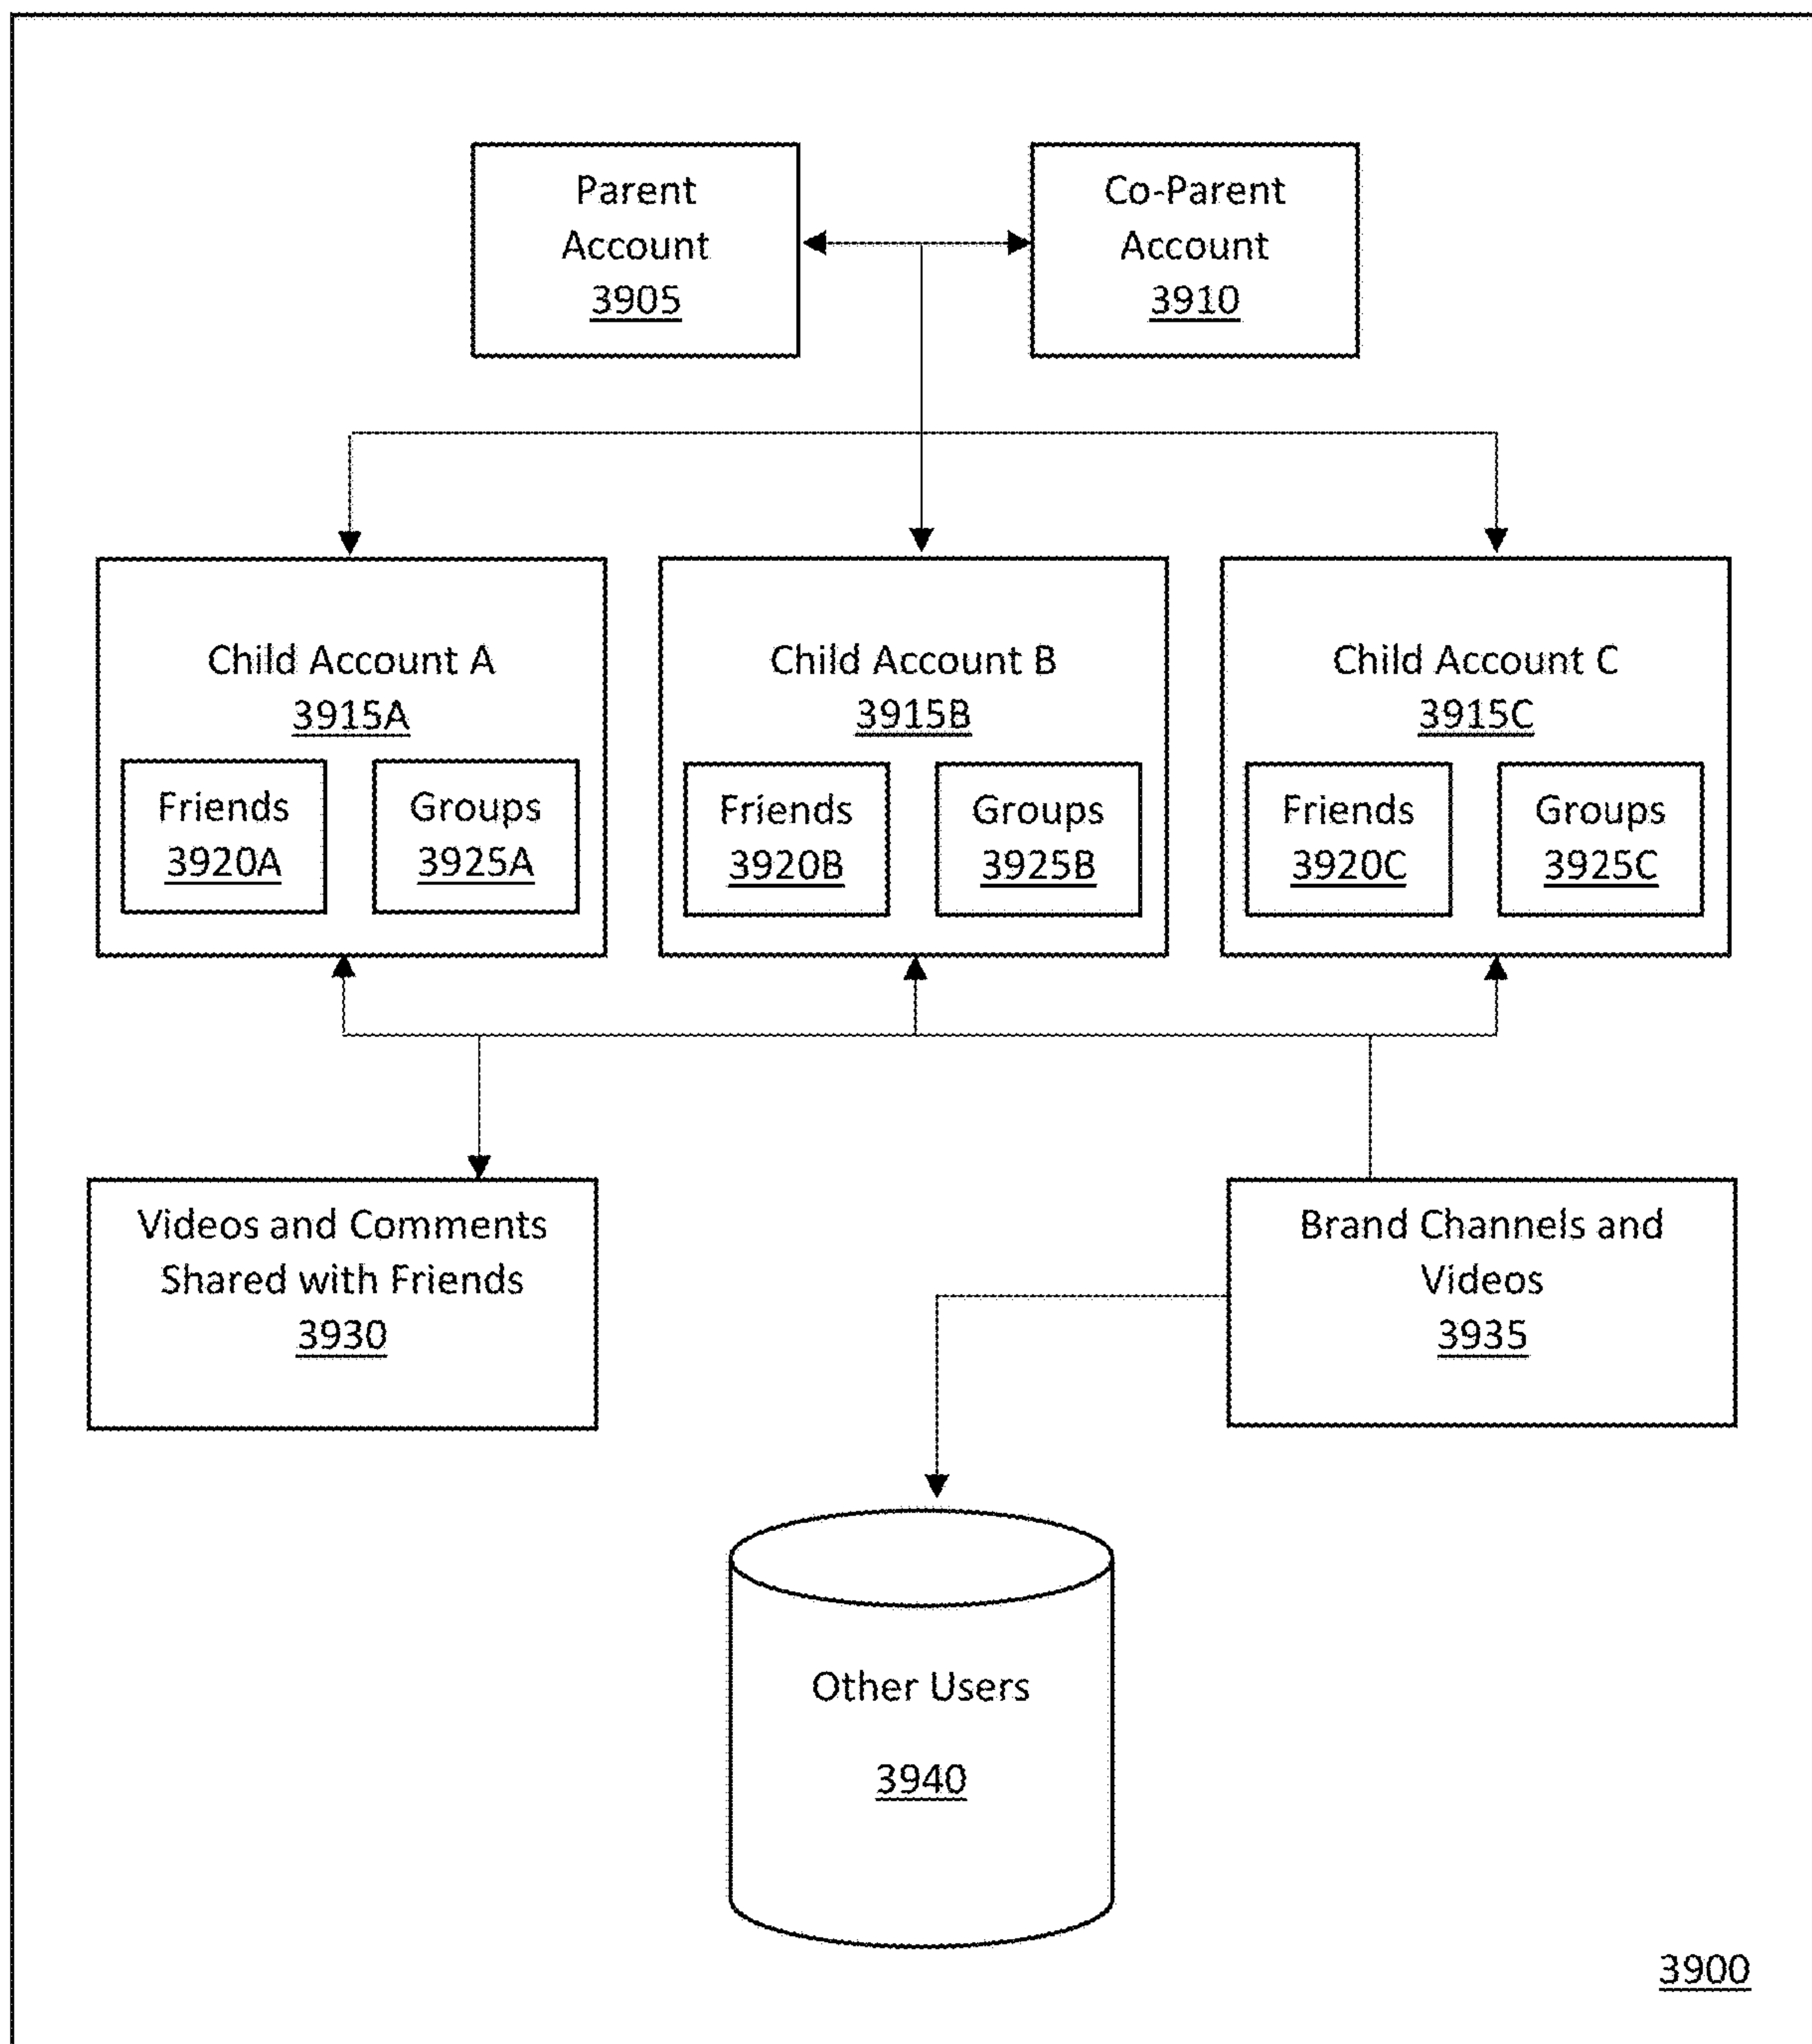 Parent
Account
3905
Co-Parent
Account
3910
Child Account A
3915A
Friends
3920A
Groups
3925A
Child Account B
3915B
Friends
3920B
Groups
3925B
Child Account C
3915C
Friends
3920C
Groups
3925C
Videos and Comments
Shared with Friends
3930
Brand Channels and
Videos
3935
Other Users
3940
3900